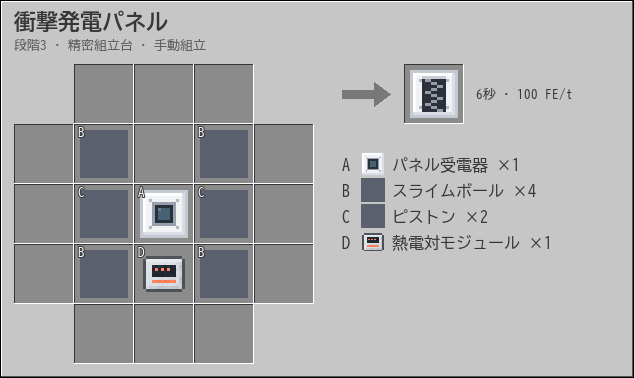 衝撃発電パネル
段階3 · 精密組立台 · 手動組立
6秒 · 100 FE/t
B B
C A C
B D B
A パネル受電器 ×1
B スライムボール ×4
C ピストン ×2
D 熱電対モジュール ×1